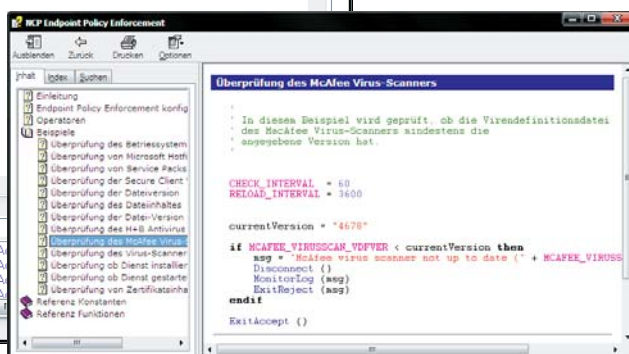 NCP Endpoint Policy Enforcement
Ausblenden Zurück Drucken Optionen
Inhalt Index Suchen
Einleitung
Endpoint Policy Enforcement konfig
Operatoren
Beispiele
Überprüfung des Betriessystem
Überprüfung von Microsoft Hotfi
Überprüfung von Service Packs
Überprüfung der Secure Client
Überprüfung der Dateiversion
Überprüfung des Dateiinhaltes
Überprüfung der Datei-Version
Überprüfung des H+B Antivirus
Überprüfung des McAfee Virus-S
Überprüfung des Virus-Scanner
Überprüfung ob Dienst installier
Überprüfung ob Dienst gestarte
Überprüfung von Zertifikatsinha
Referenz Konstanten
Referenz Funktionen
Überprüfung des McAfee Virus-Scanners
'
' In diesem Beispiel wird geprüft, ob die Virendefinitionsdatei
' des MacAfee Virus-Scanners mindestens die
' angegebene Version hat.
'
CHECK_INTERVAL = 60
RELOAD_INTERVAL = 3600
currentVersion = "4678"
if MCAFEE_VIRUSSCAN_VDFVER < currentVersion then
msg = "McAfee virus scanner not up to date (" + MCAFEE_VIRUSS
Disconnect ()
MonitorLog (msg)
ExitReject (msg)
endif
ExitAccept ()